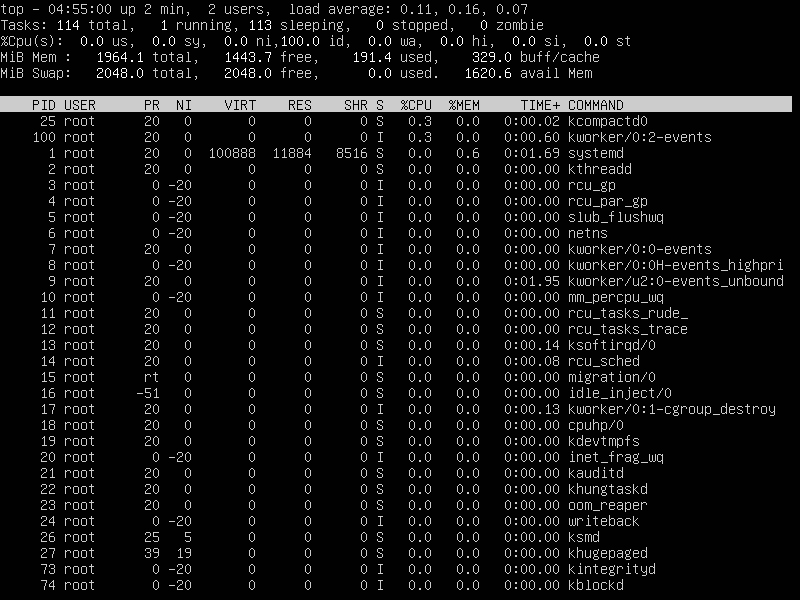 top - 04:55:00 up 2 min,  2 users,  load average: 0.11, 0.16, 0.07
Tasks: 114 total,   1 running, 113 sleeping,   0 stopped,   0 zombie
%Cpu(s):  0.0 us,  0.0 sy,  0.0 ni,100.0 id,  0.0 wa,  0.0 hi,  0.0 si,  0.0 st
MiB Mem :   1964.1 total,   1443.7 free,    191.4 used,    329.0 buff/cache
MiB Swap:   2048.0 total,   2048.0 free,      0.0 used.   1620.6 avail Mem
    PID USER      PR  NI    VIRT    RES    SHR S  %CPU  %MEM     TIME+ COMMAND
     25 root      20   0       0      0      0 S   0.3   0.0   0:00.02 kcompactd0
    100 root      20   0       0      0      0 I   0.3   0.0   0:00.60 kworker/0:2-events
      1 root      20   0  100888  11884   8516 S   0.0   0.6   0:01.69 systemd
      2 root      20   0       0      0      0 S   0.0   0.0   0:00.00 kthreadd
      3 root       0 -20       0      0      0 I   0.0   0.0   0:00.00 rcu_gp
      4 root       0 -20       0      0      0 I   0.0   0.0   0:00.00 rcu_par_gp
      5 root       0 -20       0      0      0 I   0.0   0.0   0:00.00 slub_flushwq
      6 root       0 -20       0      0      0 I   0.0   0.0   0:00.00 netns
      7 root      20   0       0      0      0 I   0.0   0.0   0:00.00 kworker/0:0-events
      8 root       0 -20       0      0      0 I   0.0   0.0   0:00.00 kworker/0:0H-events_highpri
      9 root      20   0       0      0      0 I   0.0   0.0   0:01.95 kworker/u2:0-events_unbound
     10 root       0 -20       0      0      0 I   0.0   0.0   0:00.00 mm_percpu_wq
     11 root      20   0       0      0      0 S   0.0   0.0   0:00.00 rcu_tasks_rude_
     12 root      20   0       0      0      0 S   0.0   0.0   0:00.00 rcu_tasks_trace
     13 root      20   0       0      0      0 S   0.0   0.0   0:00.14 ksoftirqd/0
     14 root      20   0       0      0      0 I   0.0   0.0   0:00.08 rcu_sched
     15 root      rt   0       0      0      0 S   0.0   0.0   0:00.00 migration/0
     16 root     -51   0       0      0      0 S   0.0   0.0   0:00.00 idle_inject/0
     17 root      20   0       0      0      0 I   0.0   0.0   0:00.13 kworker/0:1-cgroup_destroy
     18 root      20   0       0      0      0 S   0.0   0.0   0:00.00 cpuhp/0
     19 root      20   0       0      0      0 S   0.0   0.0   0:00.00 kdevtmpfs
     20 root       0 -20       0      0      0 I   0.0   0.0   0:00.00 inet_frag_wq
     21 root      20   0       0      0      0 S   0.0   0.0   0:00.00 kauditd
     22 root      20   0       0      0      0 S   0.0   0.0   0:00.00 khungtaskd
     23 root      20   0       0      0      0 S   0.0   0.0   0:00.00 oom_reaper
     24 root       0 -20       0      0      0 I   0.0   0.0   0:00.00 writeback
     26 root      25   5       0      0      0 S   0.0   0.0   0:00.00 ksmd
     27 root      39  19       0      0      0 S   0.0   0.0   0:00.00 khugepaged
     73 root       0 -20       0      0      0 I   0.0   0.0   0:00.00 kintegrityd
     74 root       0 -20       0      0      0 I   0.0   0.0   0:00.00 kblockd